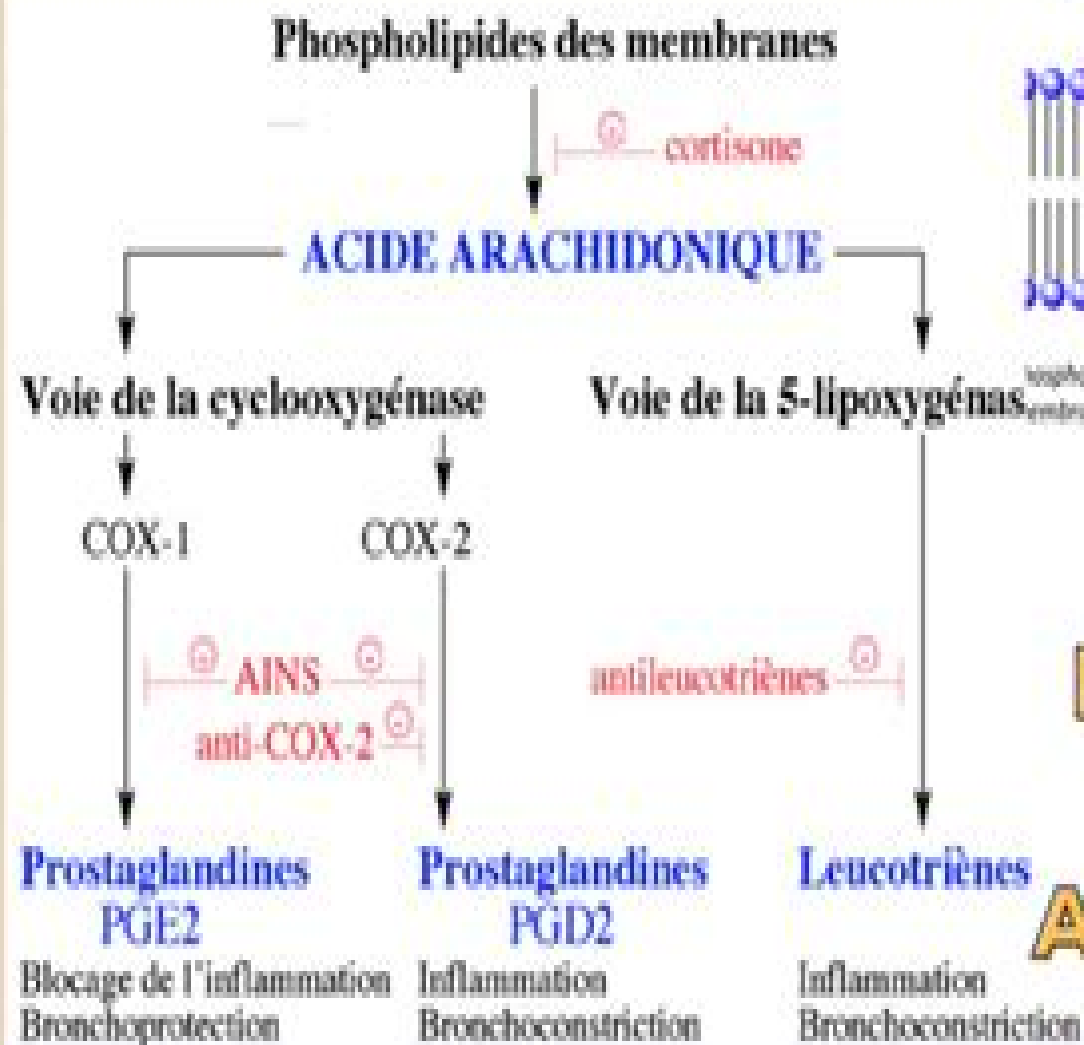 Phospholipides des membranes
cortisone
ACIDE ARACHIDONIQUE
Voie de la cyclooxygénase
Voie de la 5-lipoxygénas
COX-1
COX-2
AINS
anti-COX-2
antileucotriènes
Prostaglandines
PGE2
Blocage de l'inflammation
Bronchoprotection
Prostaglandines
PGD2
Inflammation
Bronchoconstriction
Leucotriènes
Inflammation
Bronchoconstriction
A